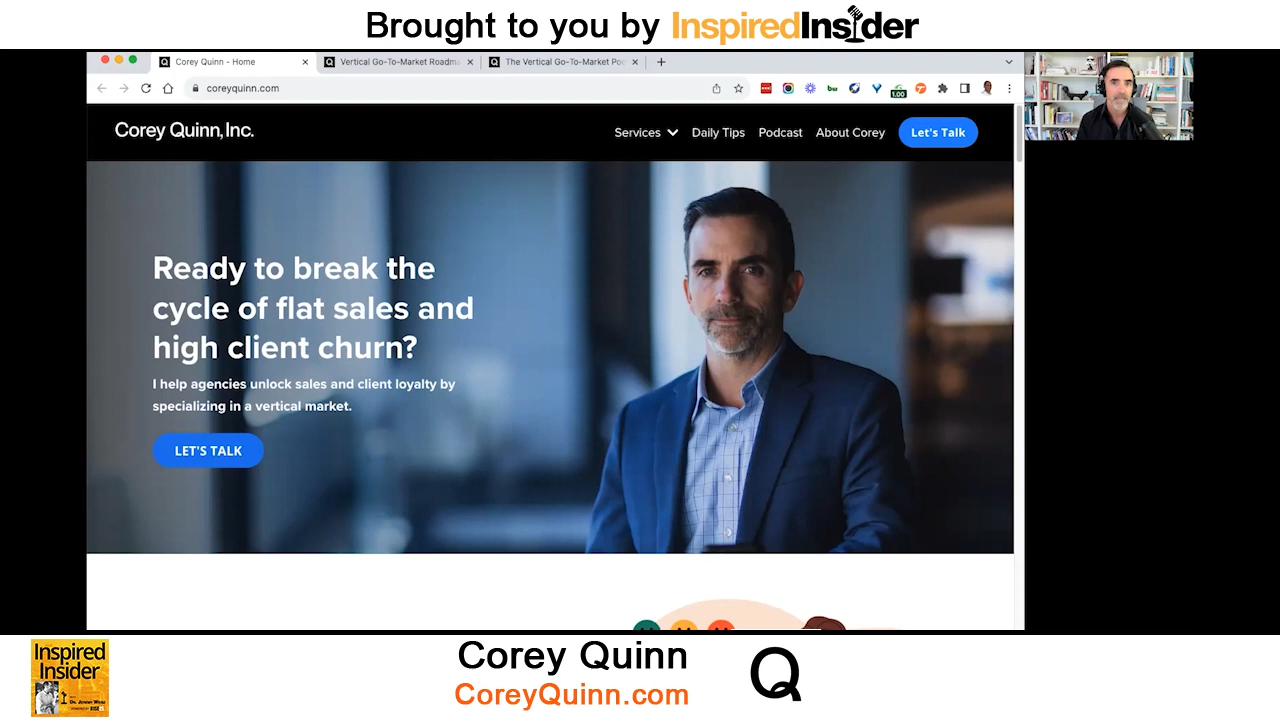 Brought to you by InspiredInsider
Corey Quinn - Home
Vertical Go-To-Market Roadm
The Vertical Go-To-Market Poc
coreyquinn.com
1.00
Corey Quinn, Inc.
Services
Daily Tips
Podcast
About Corey
Let's Talk
Ready to break the
cycle of flat sales and
high client churn?
I help agencies unlock sales and client loyalty by
specializing in a vertical market.
LET'S TALK
Inspired
Insider
Corey Quinn
CoreyQuinn.com
Q